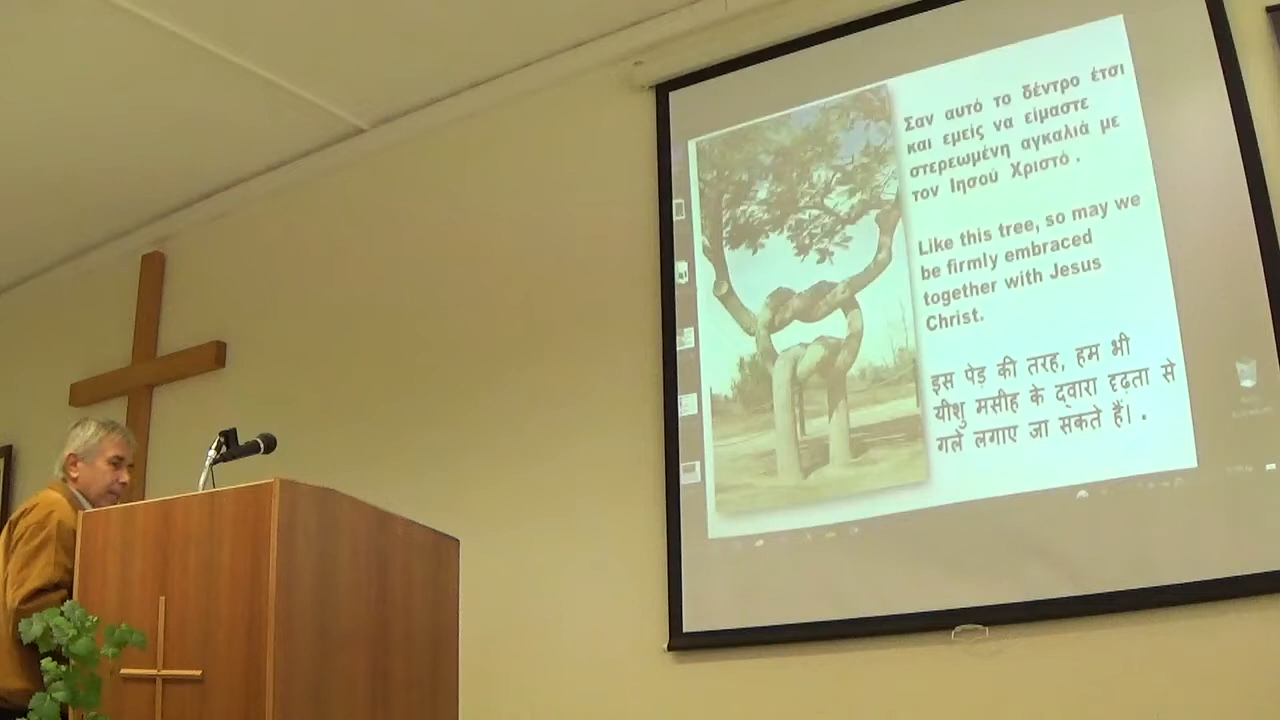 Σαν αυτό το δέντρο έτσι
και εμείς να είμαστε
στερεωμένη αγκαλιά με
τον Ιησού Χριστό .
Like this tree, so may we
be firmly embraced
together with Jesus
Christ.
इस पेड़ की तरह, हम भी
यीशु मसीह के द्वारा दृढ़ता से
गले लगाए जा सकते हैं। .